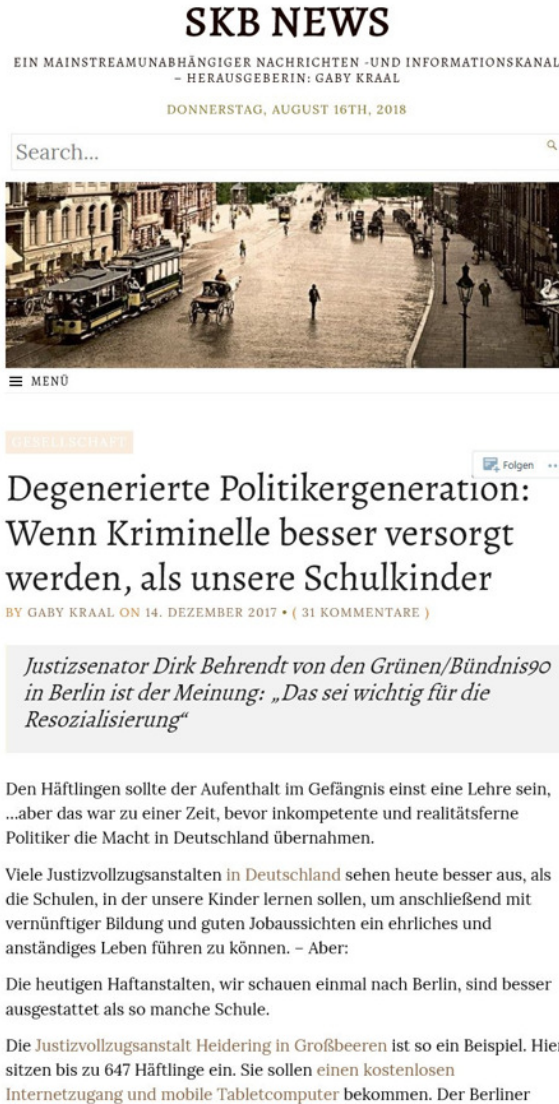 SKB NEWS
EIN MAINSTREAMUNABHÄNGIGER NACHRICHTEN -UND INFORMATIONSKANAL
– HERAUSGEBERIN: GABY KRAAL
DONNERSTAG, AUGUST 16TH, 2018
Search...
MENÜ
GESELLSCHAFT
Folgen
Degenerierte Politikergeneration:
Wenn Kriminelle besser versorgt
werden, als unsere Schulkinder
BY GABY KRAAL ON 14. DEZEMBER 2017 • ( 31 KOMMENTARE )
Justizsenator Dirk Behrendt von den Grünen/Bündnis90
in Berlin ist der Meinung: „Das sei wichtig für die
Resozialisierung“
Den Häftlingen sollte der Aufenthalt im Gefängnis einst eine Lehre sein,
…aber das war zu einer Zeit, bevor inkompetente und realitätsferne
Politiker die Macht in Deutschland übernahmen.
Viele Justizvollzugsanstalten in Deutschland sehen heute besser aus, als
die Schulen, in der unsere Kinder lernen sollen, um anschließend mit
vernünftiger Bildung und guten Jobaussichten ein ehrliches und
anständiges Leben führen zu können. – Aber:
Die heutigen Haftanstalten, wir schauen einmal nach Berlin, sind besser
ausgestattet als so manche Schule.
Die Justizvollzugsanstalt Heidering in Großbeeren ist so ein Beispiel. Hier
sitzen bis zu 647 Häftlinge ein. Sie sollen einen kostenlosen
Internetzugang und mobile Tabletcomputer bekommen. Der Berliner